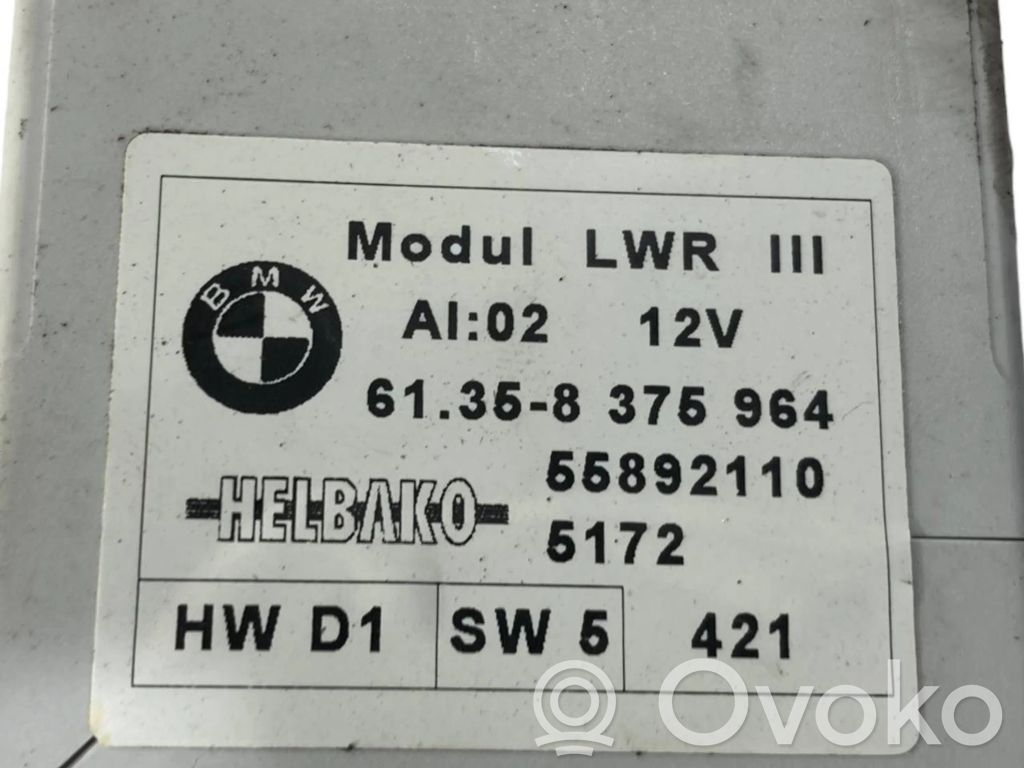 Modul LWR III
BMW
AI:02 12V
61.35-8 375 964
HELBAKO
55892110
5172
HW D1 SW 5 421
Ovoko